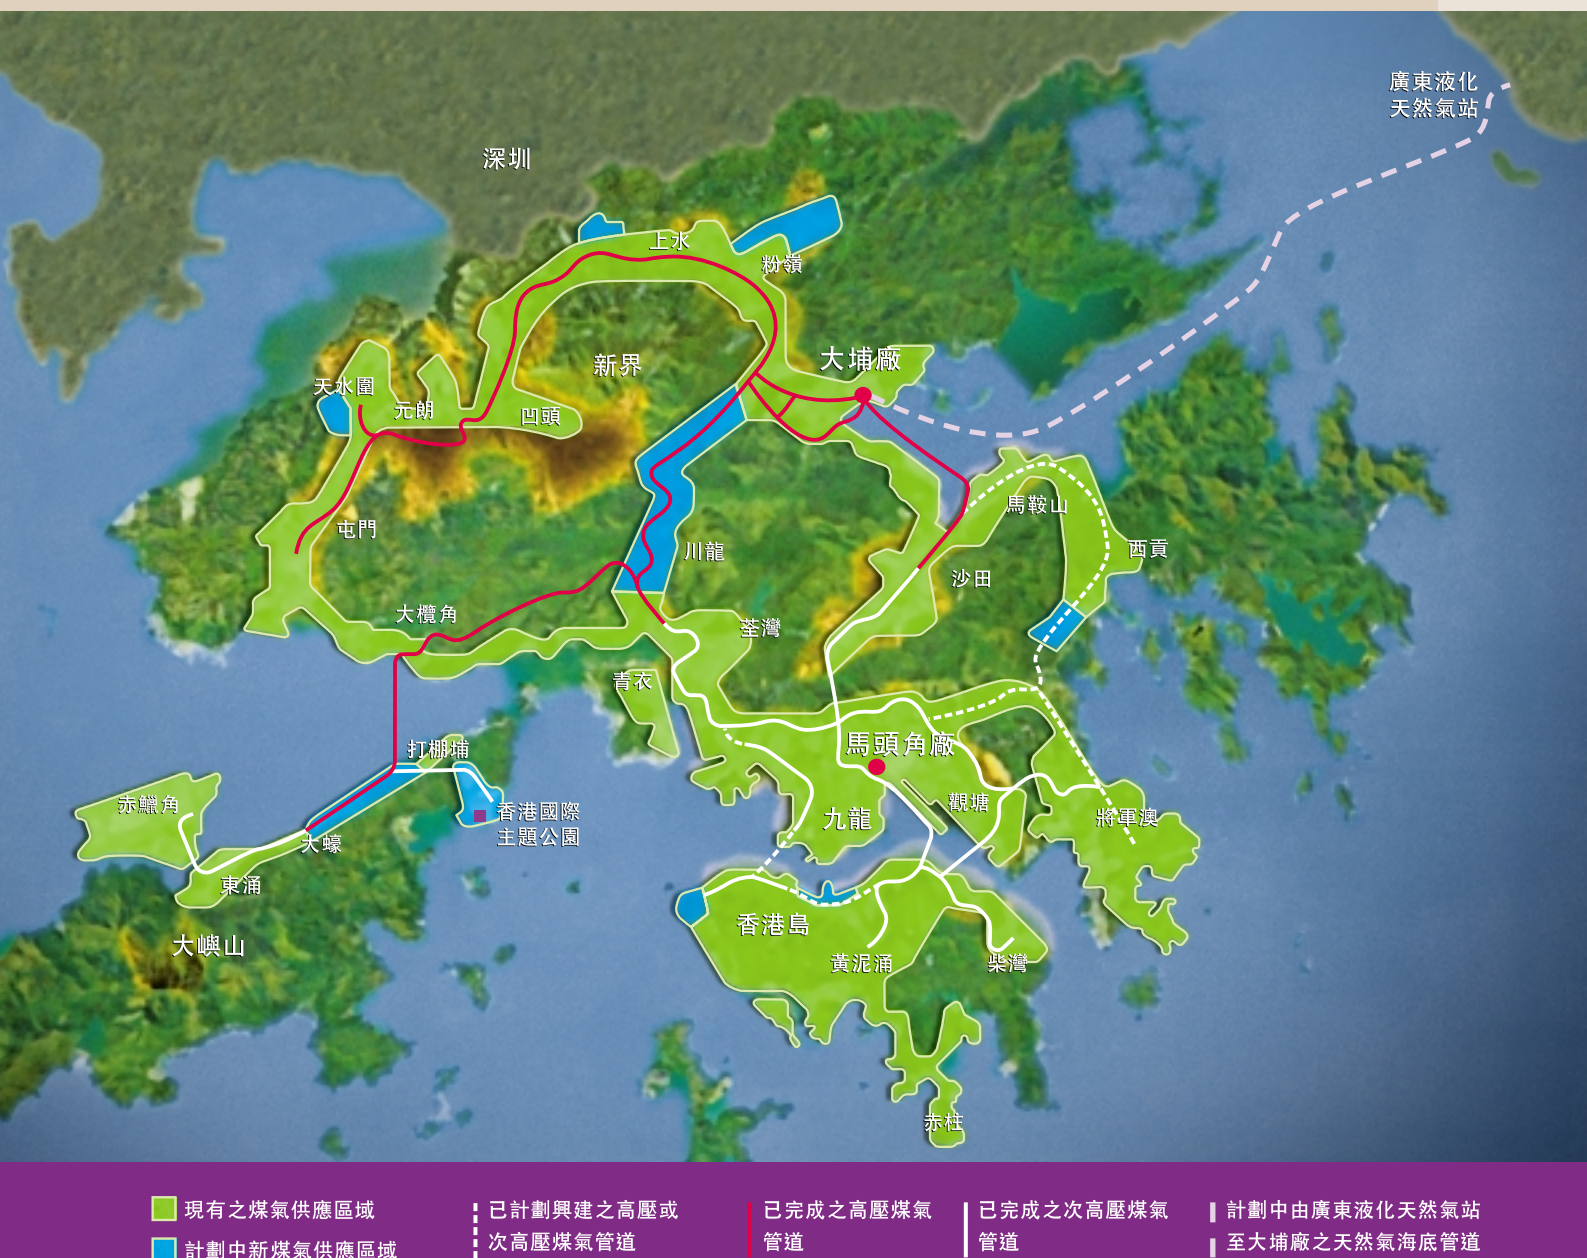 廣東液化
天然氣站
深圳
上水
粉嶺
新界
大埔廠
天水圍
元朗
凹頭
馬鞍山
屯門
川龍
西貢
沙田
大欖角
荃灣
青衣
打棚埔
馬頭角廠
赤鱲角
香港國際
主題公園
九龍
觀塘
將軍澳
大蠔
東涌
香港島
大嶼山
黃泥涌
柴灣
赤柱
現有之煤氣供應區域
計劃中新煤氣供應區域
已計劃興建之高壓或
次高壓煤氣管道
已完成之高壓煤氣
管道
已完成之次高壓煤氣
管道
計劃中由廣東液化天然氣站
至大埔廠之天然氣海底管道